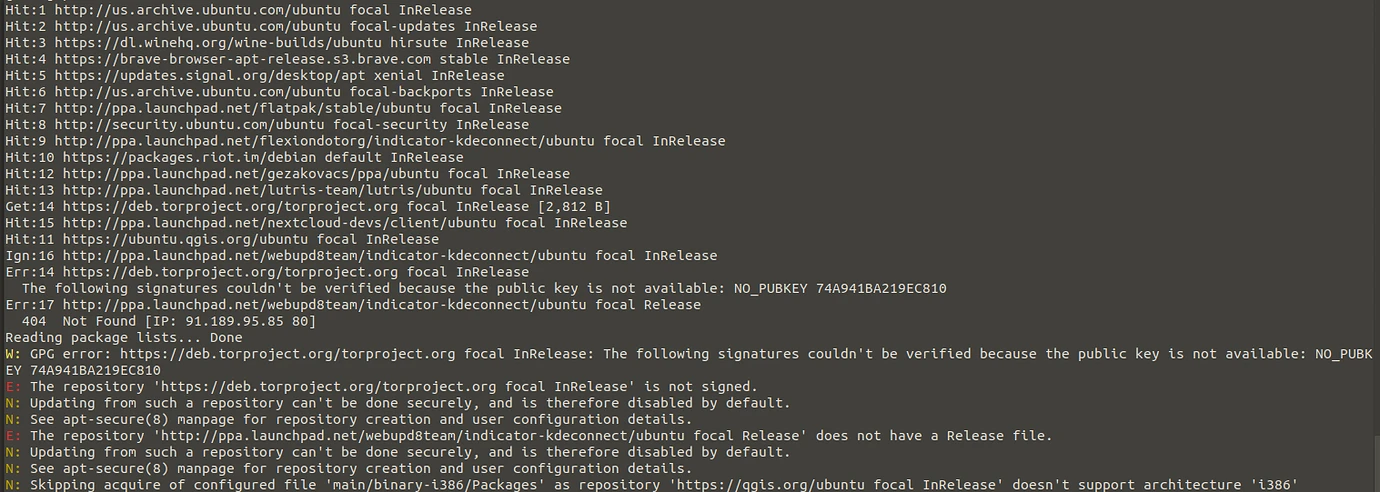 Hit:1 http://us.archive.ubuntu.com/ubuntu focal InRelease
Hit:2 http://us.archive.ubuntu.com/ubuntu focal-updates InRelease
Hit:3 https://dl.winehq.org/wine-builds/ubuntu hirsute InRelease
Hit:4 https://brave-browser-apt-release.s3.brave.com stable InRelease
Hit:5 https://updates.signal.org/desktop/apt xenial InRelease
Hit:6 http://us.archive.ubuntu.com/ubuntu focal-backports InRelease
Hit:7 http://ppa.launchpad.net/flatpak/stable/ubuntu focal InRelease
Hit:8 http://security.ubuntu.com/ubuntu focal-security InRelease
Hit:9 http://ppa.launchpad.net/flexiondotorg/indicator-kdeconnect/ubuntu focal InRelease
Hit:10 https://packages.riot.im/debian default InRelease
Hit:12 http://ppa.launchpad.net/gezakovacs/ppa/ubuntu focal InRelease
Hit:13 http://ppa.launchpad.net/lutris-team/lutris/ubuntu focal InRelease
Get:14 https://deb.torproject.org/torproject.org focal InRelease [2,812 B]
Hit:15 http://ppa.launchpad.net/nextcloud-devs/client/ubuntu focal InRelease
Hit:11 https://ubuntu.qgis.org/ubuntu focal InRelease
Ign:16 http://ppa.launchpad.net/webupd8team/indicator-kdeconnect/ubuntu focal InRelease
Err:14 https://deb.torproject.org/torproject.org focal InRelease
  The following signatures couldn't be verified because the public key is not available: NO_PUBKEY 74A941BA219EC810
Err:17 http://ppa.launchpad.net/webupd8team/indicator-kdeconnect/ubuntu focal Release
  404  Not Found [IP: 91.189.95.85 80]
Reading package lists... Done
W: GPG error: https://deb.torproject.org/torproject.org focal InRelease: The following signatures couldn't be verified because the public key is not available: NO_PUBK
EY 74A941BA219EC810
E: The repository 'https://deb.torproject.org/torproject.org focal InRelease' is not signed.
N: Updating from such a repository can't be done securely, and is therefore disabled by default.
N: See apt-secure(8) manpage for repository creation and user configuration details.
E: The repository 'http://ppa.launchpad.net/webupd8team/indicator-kdeconnect/ubuntu focal Release' does not have a Release file.
N: Updating from such a repository can't be done securely, and is therefore disabled by default.
N: See apt-secure(8) manpage for repository creation and user configuration details.
N: Skipping acquire of configured file 'main/binary-i386/Packages' as repository 'https://qgis.org/ubuntu focal InRelease' doesn't support architecture 'i386'